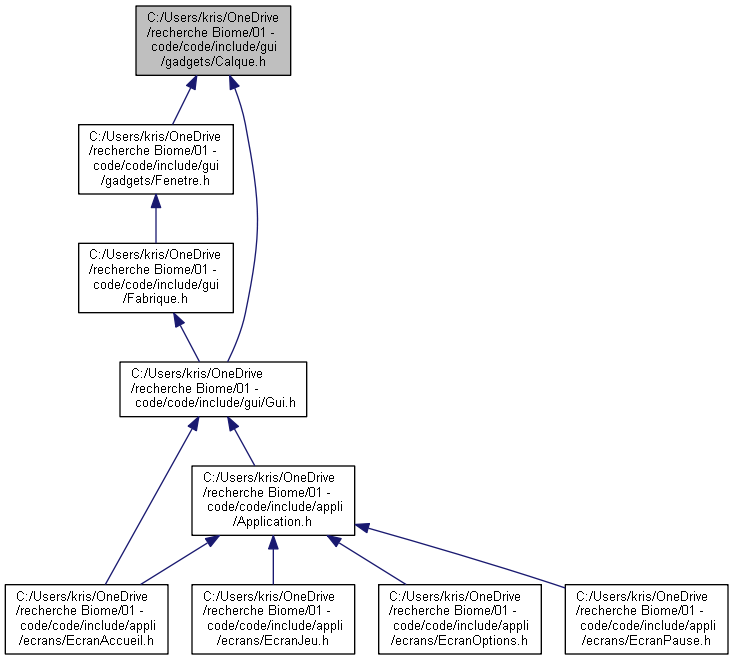 C:/Users/kris/OneDrive
/recherche Biome/01 -
code/code/include/gui
/gadgets/Calque.h
C:/Users/kris/OneDrive
/recherche Biome/01 -
code/code/include/gui
/gadgets/Fenetre.h
C:/Users/kris/OneDrive
/recherche Biome/01 -
code/code/include/gui
/Fabrique.h
C:/Users/kris/OneDrive
/recherche Biome/01 -
code/code/include/gui/Gui.h
C:/Users/kris/OneDrive
/recherche Biome/01 -
code/code/include/appli
/Application.h
C:/Users/kris/OneDrive
/recherche Biome/01 -
code/code/include/appli
/ecrans/EcranAccueil.h
C:/Users/kris/OneDrive
/recherche Biome/01 -
code/code/include/appli
/ecrans/EcranJeu.h
C:/Users/kris/OneDrive
/recherche Biome/01 -
code/code/include/appli
/ecrans/EcranOptions.h
C:/Users/kris/OneDrive
/recherche Biome/01 -
code/code/include/appli
/ecrans/EcranPause.h